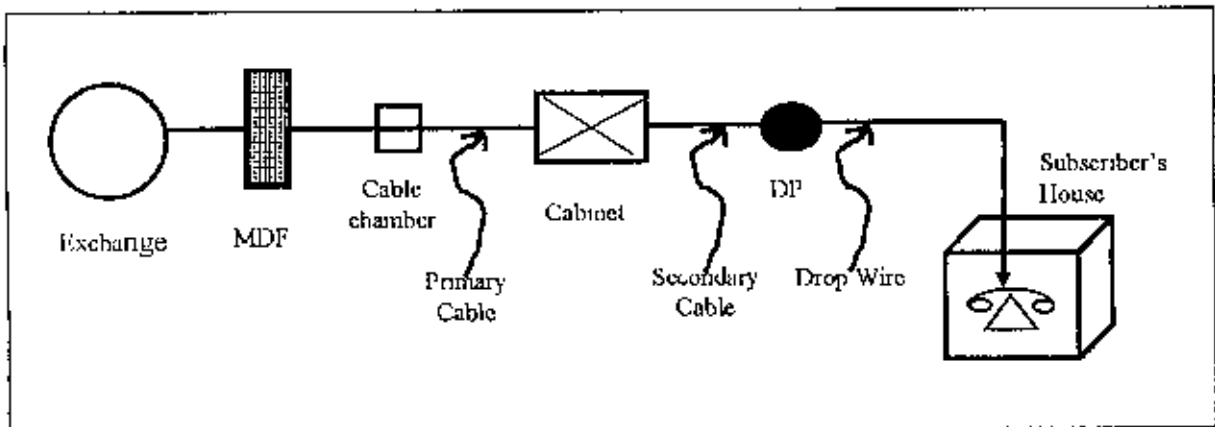 Exchange
MDF
Cable
chamber
Primary
Cable
Cabinet
Secondary
Cable
DP
Drop Wire
Subscriber's
House